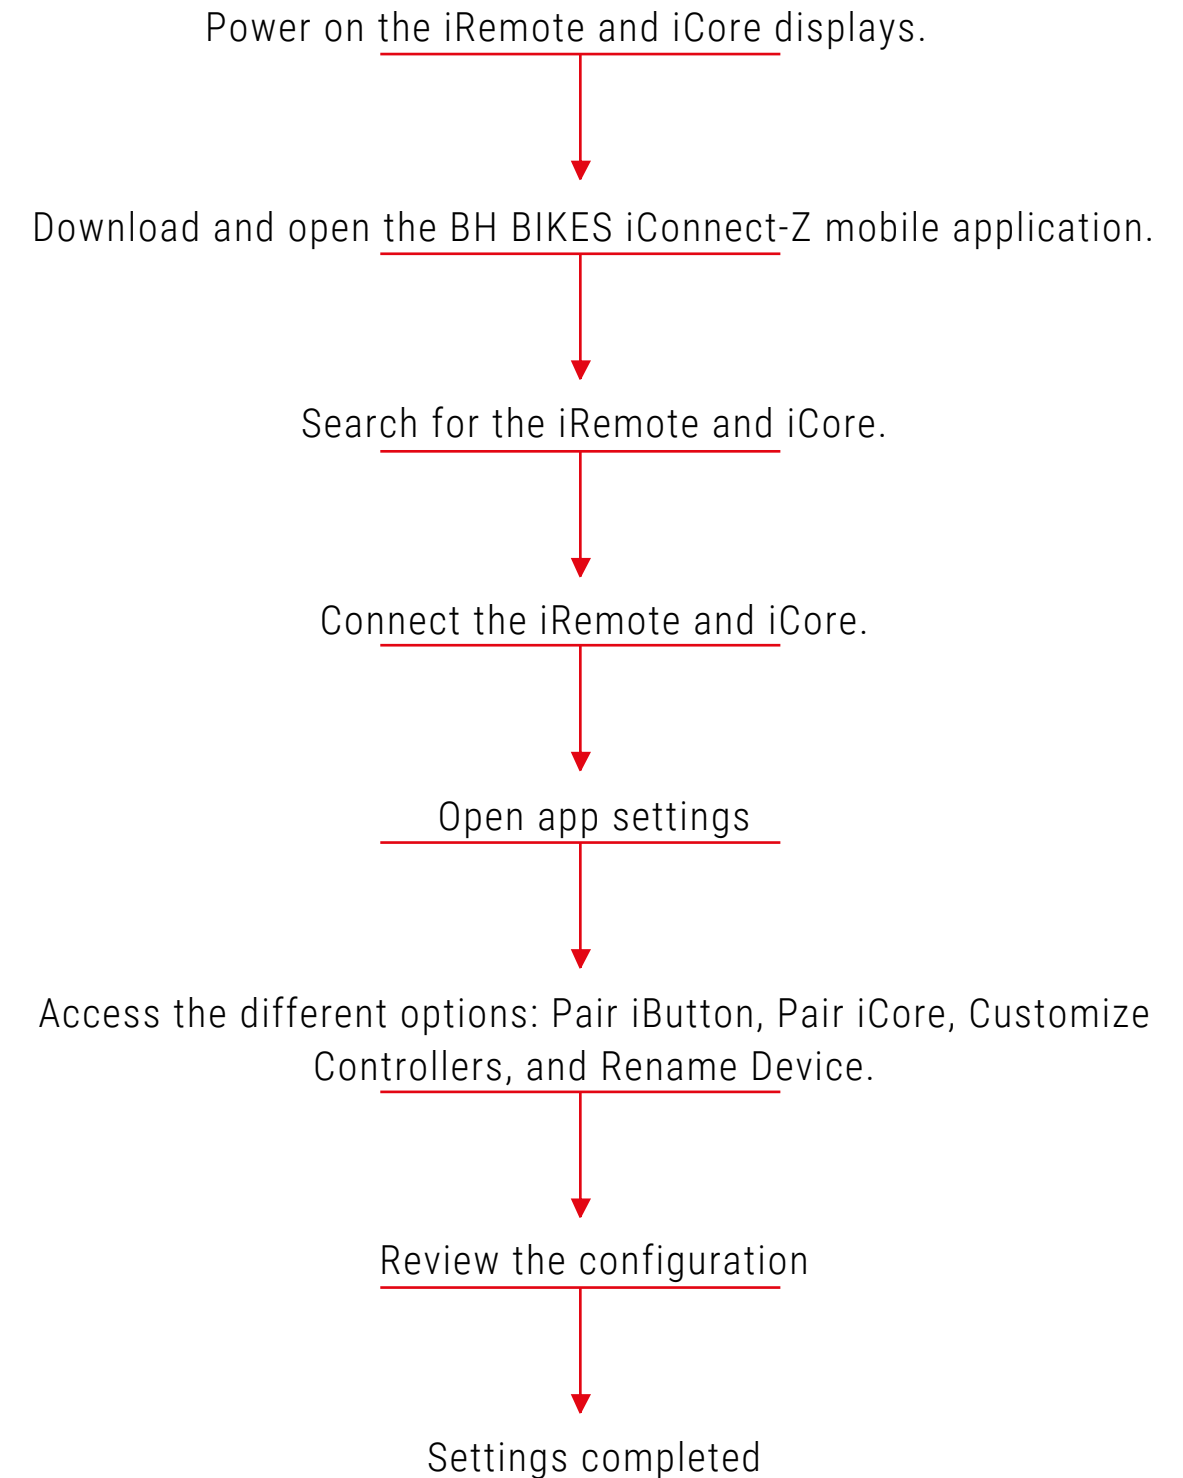 Power on the iRemote and iCore displays.
Download and open the BH BIKES iConnect-Z mobile application.
Search for the iRemote and iCore.
Connect the iRemote and iCore.
Open app settings
Access the different options: Pair iButton, Pair iCore, Customize
Controllers, and Rename Device.
Review the configuration
Settings completed